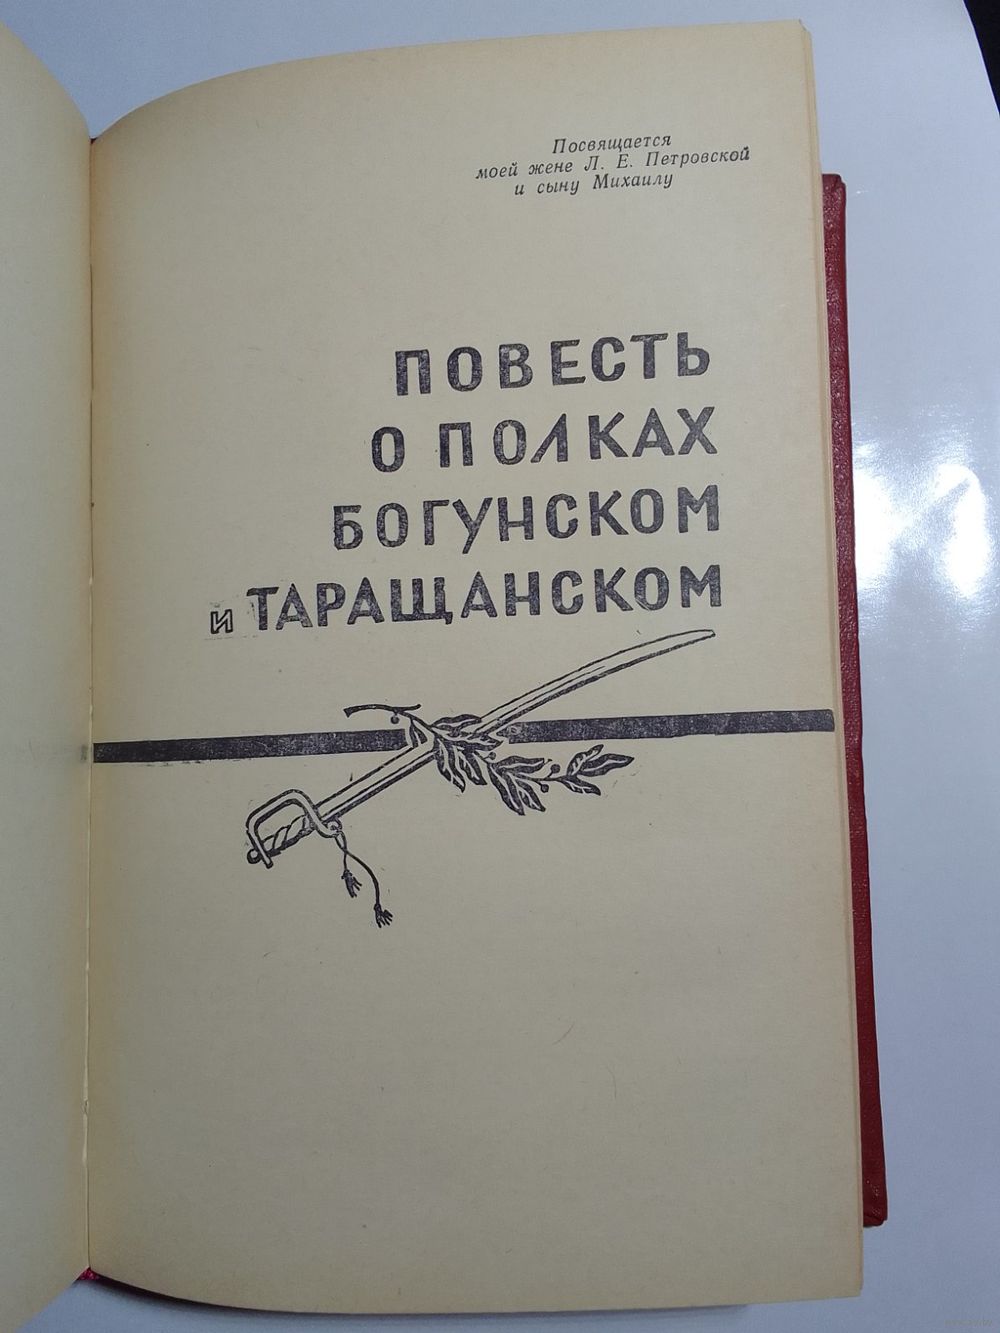 Посвящается
моей жене Л. Е. Петровской
и сыну Михаилу
ПОВЕСТЬ
О ПОЛКАХ
БОГУНСКОМ
И ТАРАЩАНСКОМ